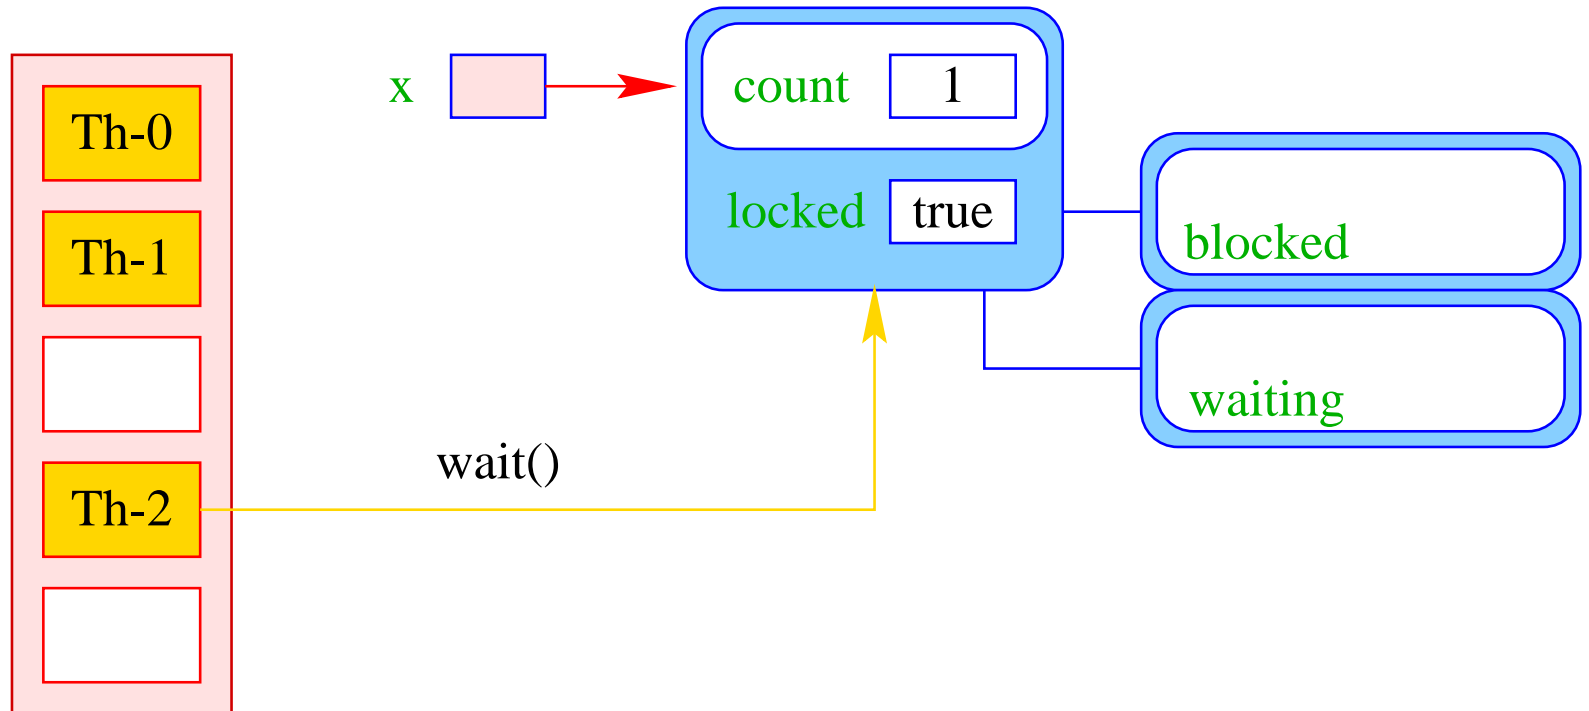 Th-0
Th-1
Th-2
x
count 1
locked true
blocked
waiting
wait()